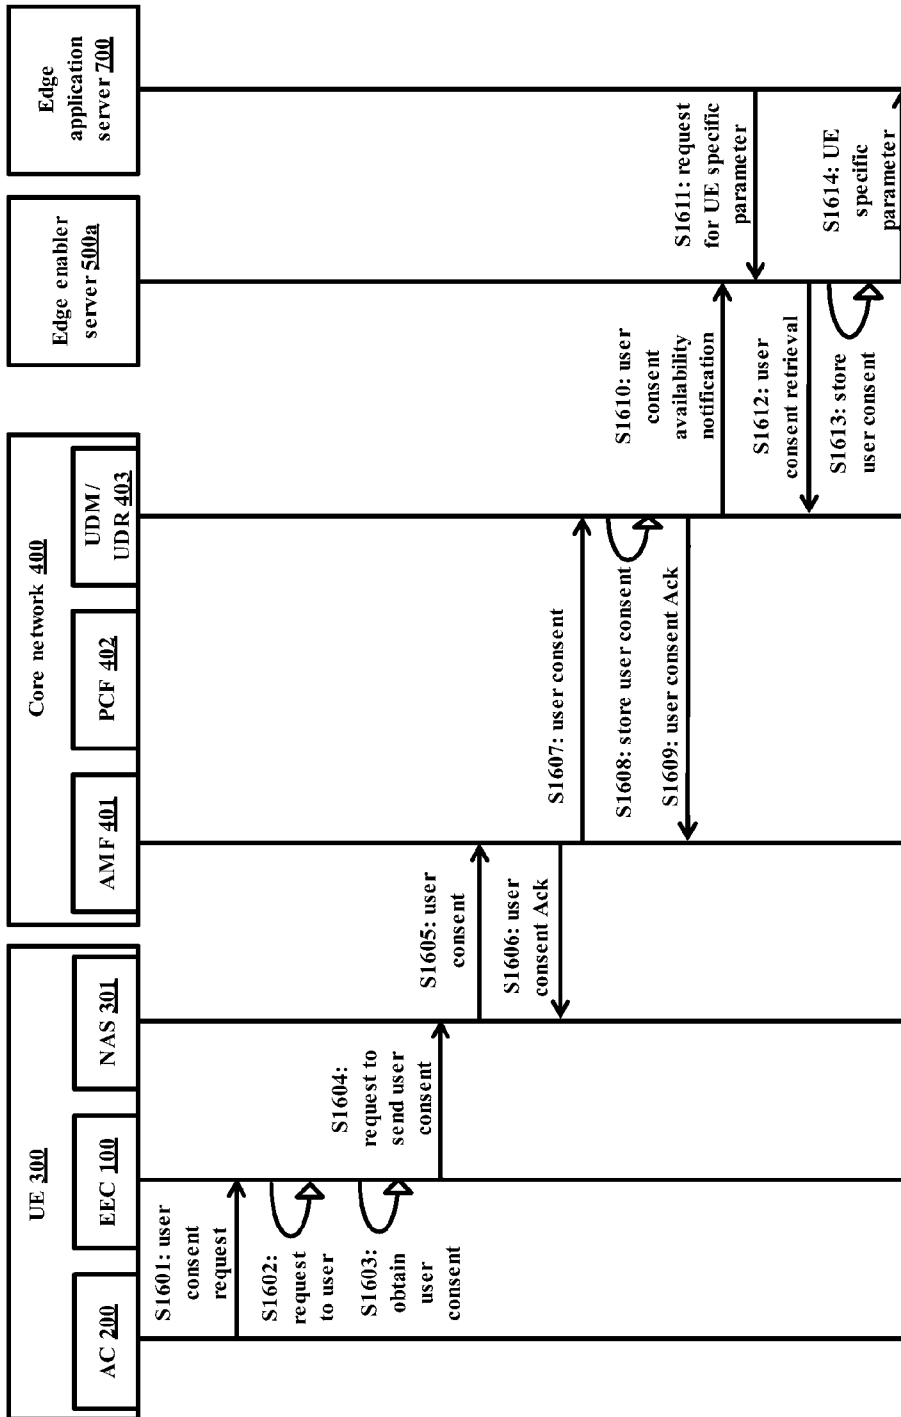 UE 300
AC 200
EEC 100
NAS 301
Core network 400
AMF 401
PCF 402
UDM/
UDR 403
Edge enabler
server 500a
Edge
application
server 700
S1601: user
consent
request
S1602:
request
to user
S1603:
obtain
user
consent
S1604:
request to
send user
consent
S1605: user
consent
S1606: user
consent Ack
S1607: user consent
S1608: store user consent
S1609: user consent Ack
S1610: user
consent
availability
notification
S1611: request
for UE specific
parameter
S1612: user
consent retrieval
S1613: store
user consent
S1614: UE
specific
parameter